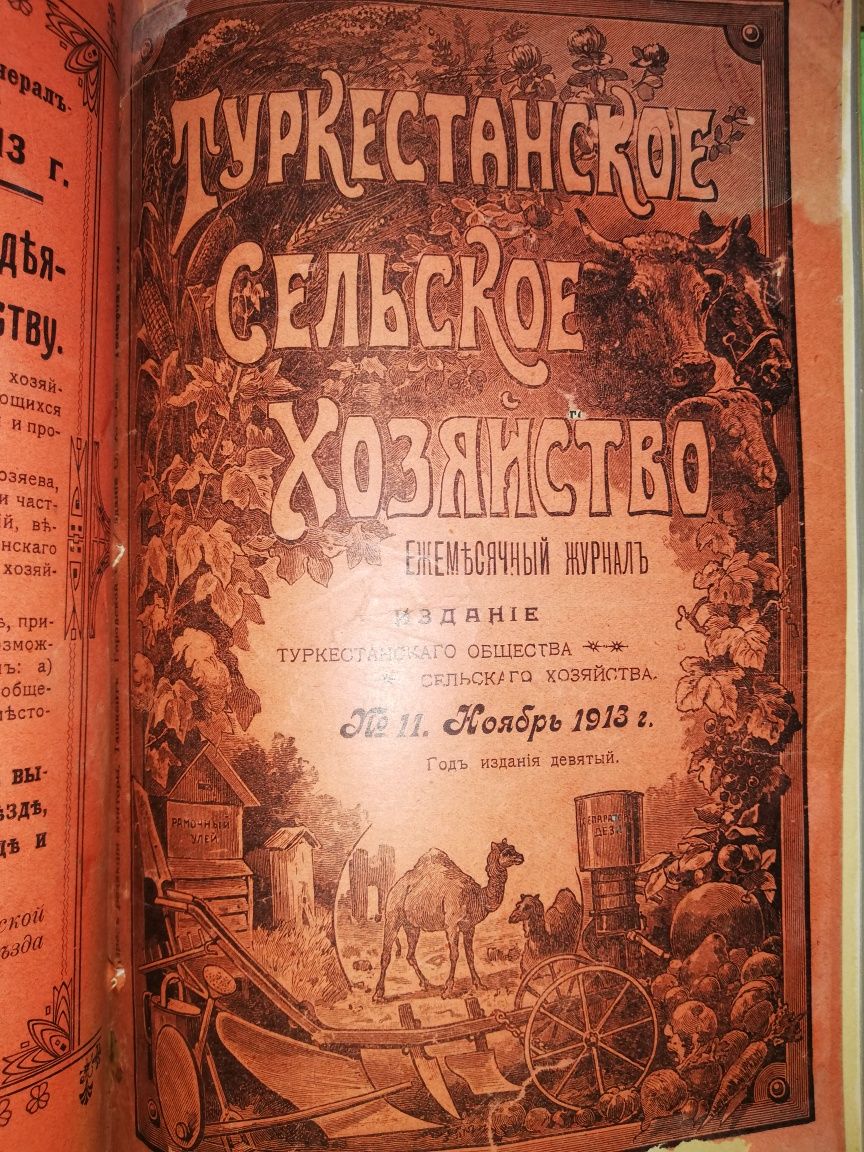 13 г.
дѣя-
ству.
хозяй-
ющихся
и про-
озяева,
и част-
й, вѣ-
нскаго
хозяй-
ѣ, при-
озмож-
ъ: а)
обще-
мѣсто-
вы-
ѣздѣ,
дѣ и
ской
ѣзда
Туркестанское
Сельское
Хозяйство
Ежемѣсячный журналъ
Изданіе
Туркестанскаго Общества
Сельскаго Хозяйства.
№ 11. Ноябрь 1913 г.
Годъ изданія девятый.
РАМОЧНЫЙ
УЛЕЙ